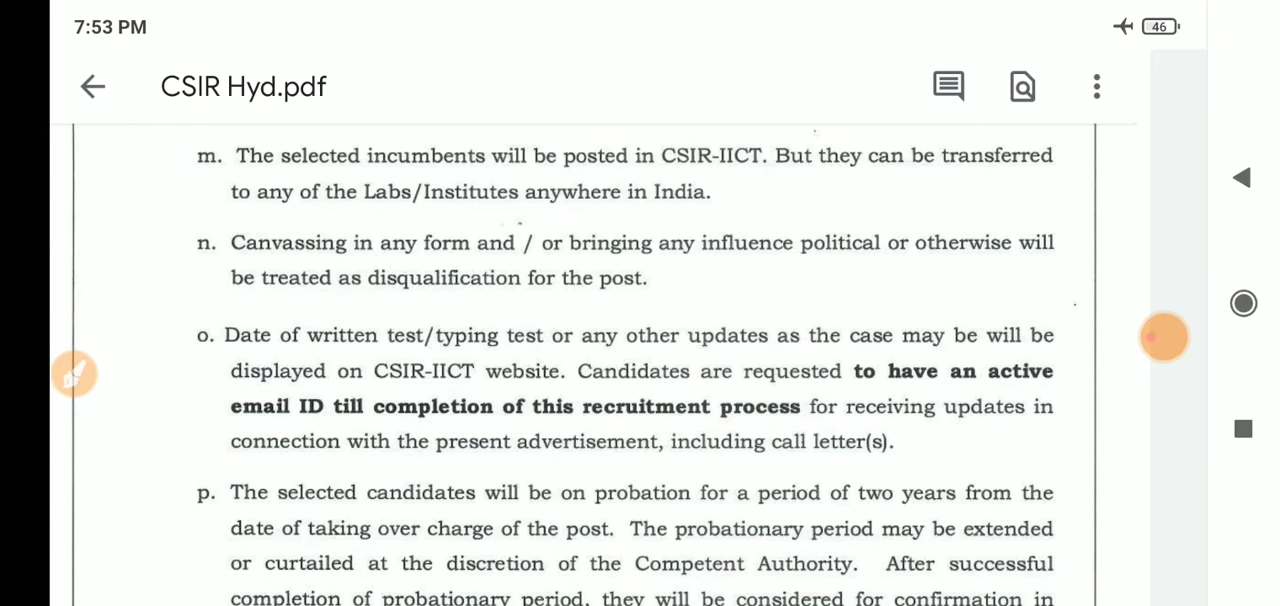 7:53 PM
46
CSIR Hyd.pdf
m. The selected incumbents will be posted in CSIR-IICT. But they can be transferred
to any of the Labs/Institutes anywhere in India.
n. Canvassing in any form and / or bringing any influence political or otherwise will
be treated as disqualification for the post.
o. Date of written test/typing test or any other updates as the case may be will be
displayed on CSIR-IICT website. Candidates are requested to have an active
email ID till completion of this recruitment process for receiving updates in
connection with the present advertisement, including call letter(s).
p. The selected candidates will be on probation for a period of two years from the
date of taking over charge of the post. The probationary period may be extended
or curtailed at the discretion of the Competent Authority. After successful
completion of probationary period, they will be considered for confirmation in